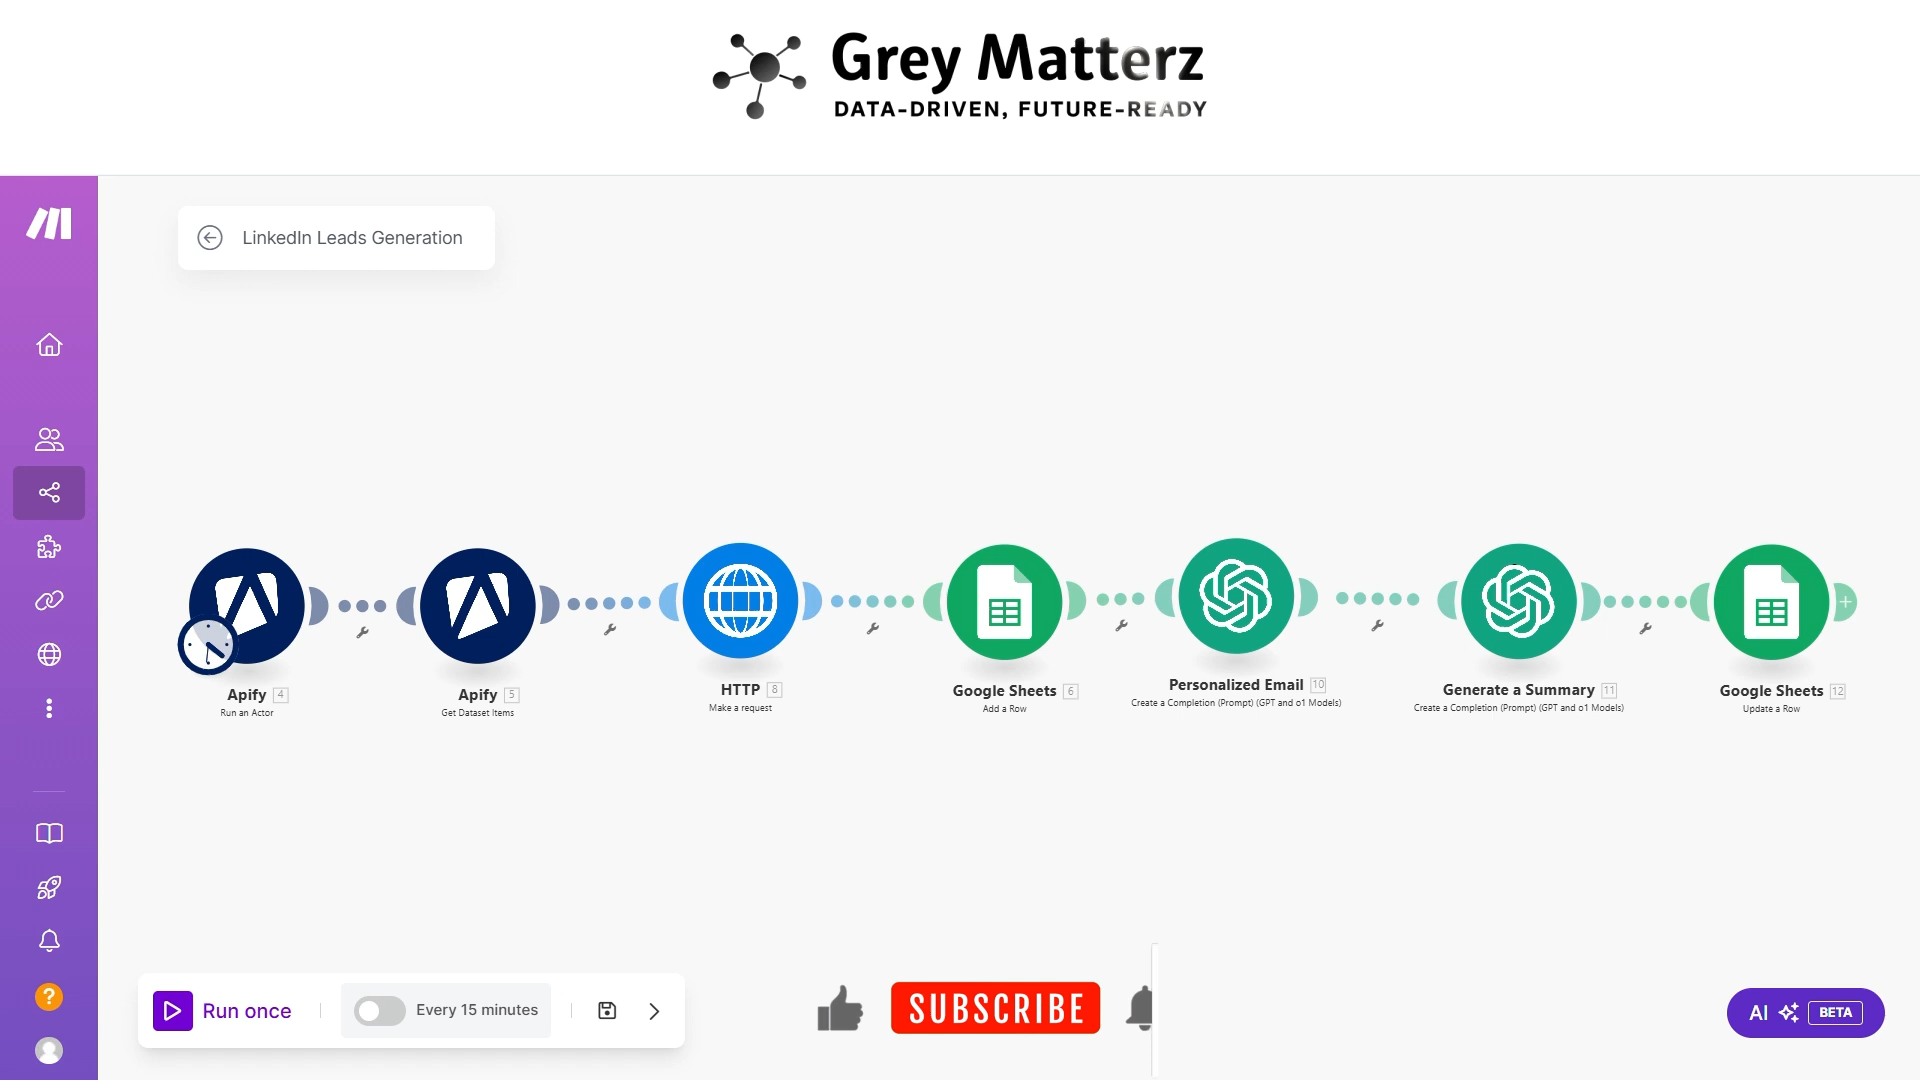 Grey Matterz
DATA-DRIVEN, FUTURE-READY
LinkedIn Leads Generation
Apify 4
Run an Actor
Apify 5
Get Dataset Items
HTTP 8
Make a request
Google Sheets 6
Add a Row
Personalized Email 10
Create a Completion (Prompt) (GPT and o1 Models)
Generate a Summary 11
Create a Completion (Prompt) (GPT and o1 Models)
Google Sheets 12
Update a Row
Run once
Every 15 minutes
SUBSCRIBE
AI BETA